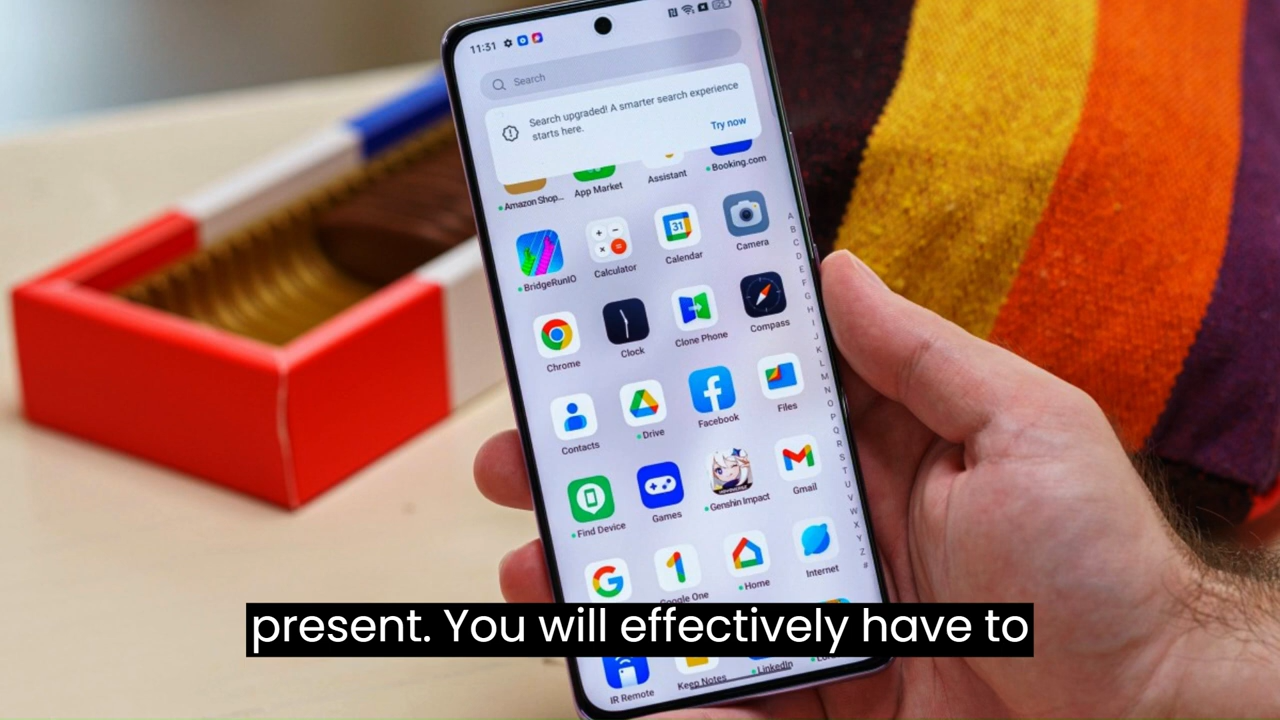 11:31
Search
Search upgraded! A smarter search experience
starts here.
Try now
Amazon Shop...
App Market
Assistant
Booking.com
BridgeRunIO
Calculator
Calendar
31
Camera
Chrome
Clock
Clone Phone
Compass
Contacts
Drive
Facebook
Files
Find Device
Games
Genshin Impact
Gmail
Google One
Home
Internet
A
B
C
D
E
F
G
H
I
J
K
L
M
N
O
P
Q
R
S
T
U
V
W
X
Y
Z
#
present. You will effectively have to
IR Remote
Keep Notes
LinkedIn